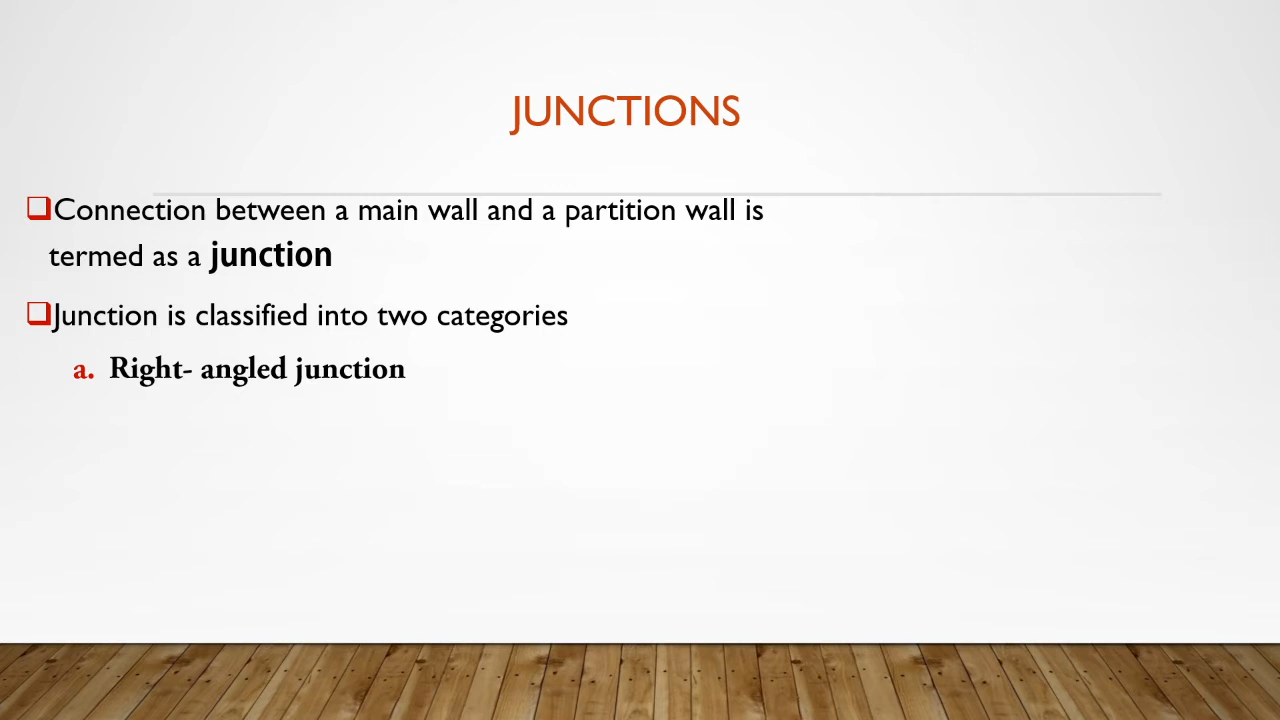 JUNCTIONS
❑Connection between a main wall and a partition wall is
termed as a junction
❑Junction is classified into two categories
a. Right- angled junction